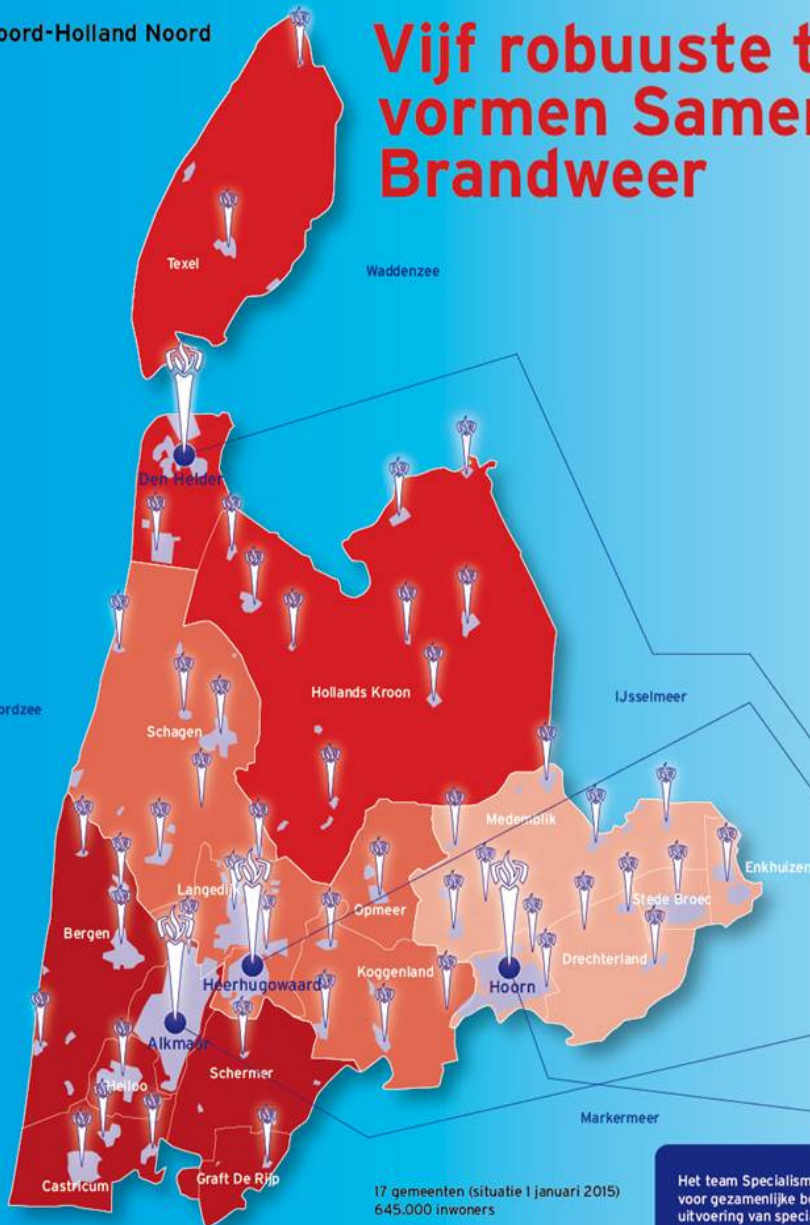 oord-Holland Noord
Vijf robuuste t
vormen Samen
Brandweer
Texel
Waddenzee
Den Helder
Hollands Kroon
IJsselmeer
ordzee
Schagen
Medemblik
Enkhuizen
Langedijk
Opmeer
Stede Broec
Bergen
Drechterland
Koggenland
Heerhugowaard
Hoorn
Alkmaar
Schermer
Heiloo
Markermeer
Castricum
Graft De Rijp
17 gemeenten (situatie 1 januari 2015)
645.000 inwoners
Het team Specialism
voor gezamenlijke be
uitvoering van speci